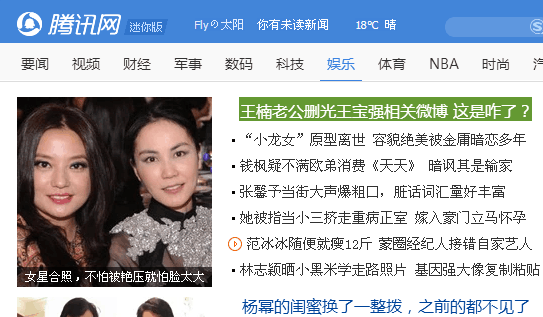 腾讯网 迷你版 Flyの太阳 你有未读新闻 18℃ 晴
要闻 视频 财经 军事 数码 科技 娱乐 体育 NBA 时尚
王楠老公删光王宝强相关微博 这是咋了？
“小龙女”原型离世 容貌绝美被金庸暗恋多年
钱枫疑不满欧弟消费《天天》 暗讽其是输家
张馨予当街大声爆粗口，脏话词汇量好丰富
她被指当小三挤走重病正室 嫁入豪门立马怀孕
范冰冰随便就瘦12斤 蒙圈经纪人接错自家艺人
林志颖晒小黑米学走路照片 基因强大像复制粘贴
女星合照，不怕被艳压就怕脸太大
杨幂的闺蜜换了一整拨，之前的都不见了